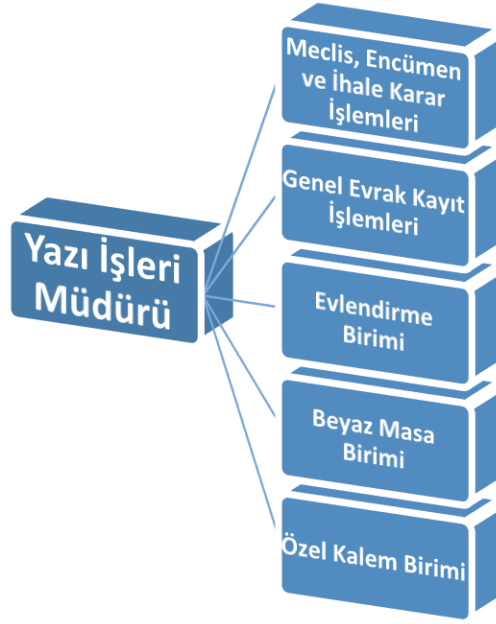 Yazı İşleri
Müdürü
Meclis, Encümen
ve İhale Karar
İşlemleri
Genel Evrak Kayıt
İşlemleri
Evlendirme
Birimi
Beyaz Masa
Birimi
Özel Kalem Birimi